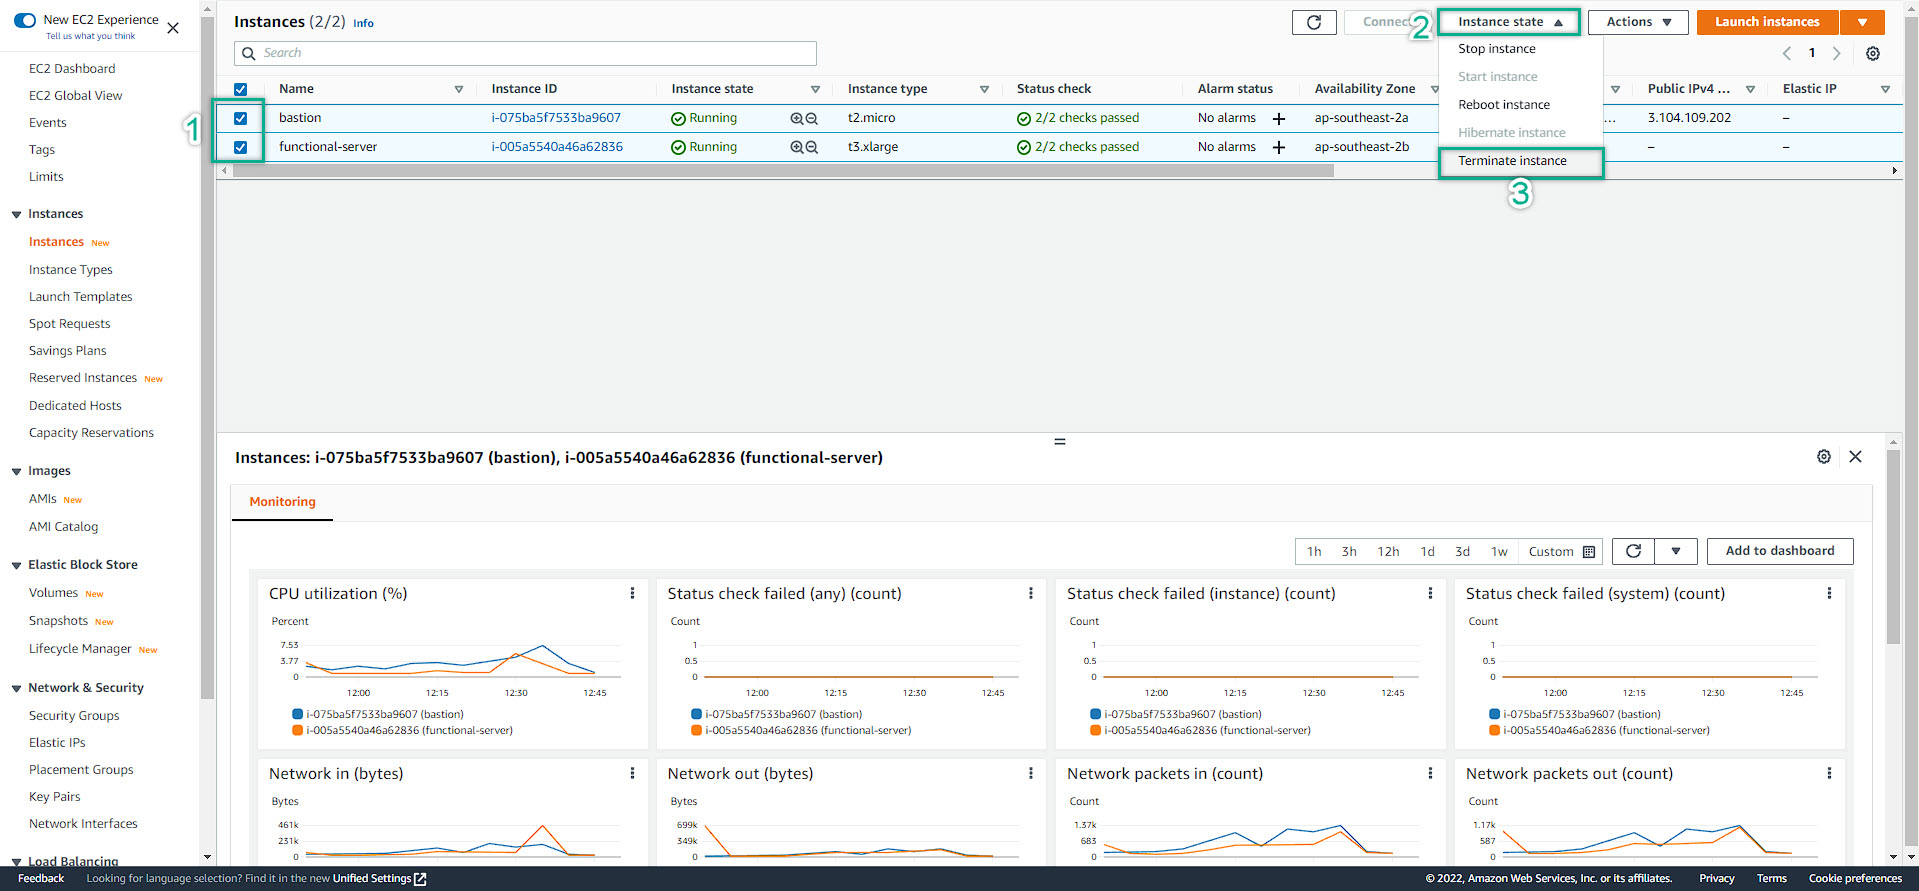 New EC2 Experience
Tell us what you think
EC2 Dashboard
EC2 Global View
Events
Tags
Limits
Instances
Instances New
Instance Types
Launch Templates
Spot Requests
Savings Plans
Reserved Instances New
Dedicated Hosts
Capacity Reservations
Images
AMIs New
AMI Catalog
Elastic Block Store
Volumes New
Snapshots New
Lifecycle Manager New
Network & Security
Security Groups
Elastic IPs
Placement Groups
Key Pairs
Network Interfaces
Load Balancing
Instances (2/2) Info
Connect
2
Instance state
Actions
Launch instances
Search
1
Stop instance
Start instance
Reboot instance
Hibernate instance
Terminate instance
3
Name Instance ID Instance state Instance type Status check Alarm status Availability Zone Public IPv4 ... Elastic IP
1
bastion i-075ba5f7533ba9607 Running t2.micro 2/2 checks passed No alarms + ap-southeast-2a ... 3.104.109.202 –
functional-server i-005a5540a46a62836 Running t3.xlarge 2/2 checks passed No alarms + ap-southeast-2b – –
Instances: i-075ba5f7533ba9607 (bastion), i-005a5540a46a62836 (functional-server)
Monitoring
1h 3h 12h 1d 3d 1w Custom
Add to dashboard
CPU utilization (%)
Percent
7.53
3.77
0
12:00 12:15 12:30 12:45
i-075ba5f7533ba9607 (bastion)
i-005a5540a46a62836 (functional-server)
Status check failed (any) (count)
Count
1
0.5
0
12:00 12:15 12:30 12:45
i-075ba5f7533ba9607 (bastion)
i-005a5540a46a62836 (functional-server)
Status check failed (instance) (count)
Count
1
0.5
0
12:00 12:15 12:30 12:45
i-075ba5f7533ba9607 (bastion)
i-005a5540a46a62836 (functional-server)
Status check failed (system) (count)
Count
1
0.5
0
12:00 12:15 12:30 12:45
i-075ba5f7533ba9607 (bastion)
i-005a5540a46a62836 (functional-server)
Network in (bytes)
Bytes
461k
231k
0
Network out (bytes)
Bytes
699k
349k
0
Network packets in (count)
Count
1.37k
683
0
Network packets out (count)
Count
1.17k
587
0
Feedback Looking for language selection? Find it in the new Unified Settings
© 2022, Amazon Web Services, Inc. or its affiliates. Privacy Terms Cookie preferences